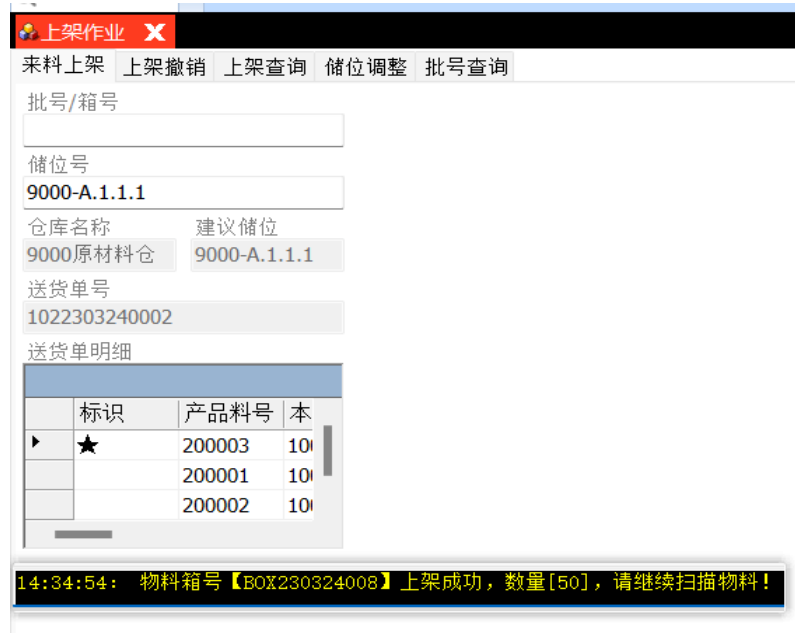 上架作业 X
来料上架 上架撤销 上架查询 储位调整 批号查询
批号/箱号
储位号
9000-A.1.1.1
仓库名称 建议储位
9000原材料仓 9000-A.1.1.1
送货单号
1022303240002
送货单明细
标识 产品料号 本
★ 200003 10
200001 10
200002 10
14:34:54: 物料箱号【BOX230324008】上架成功，数量[50]，请继续扫描物料！